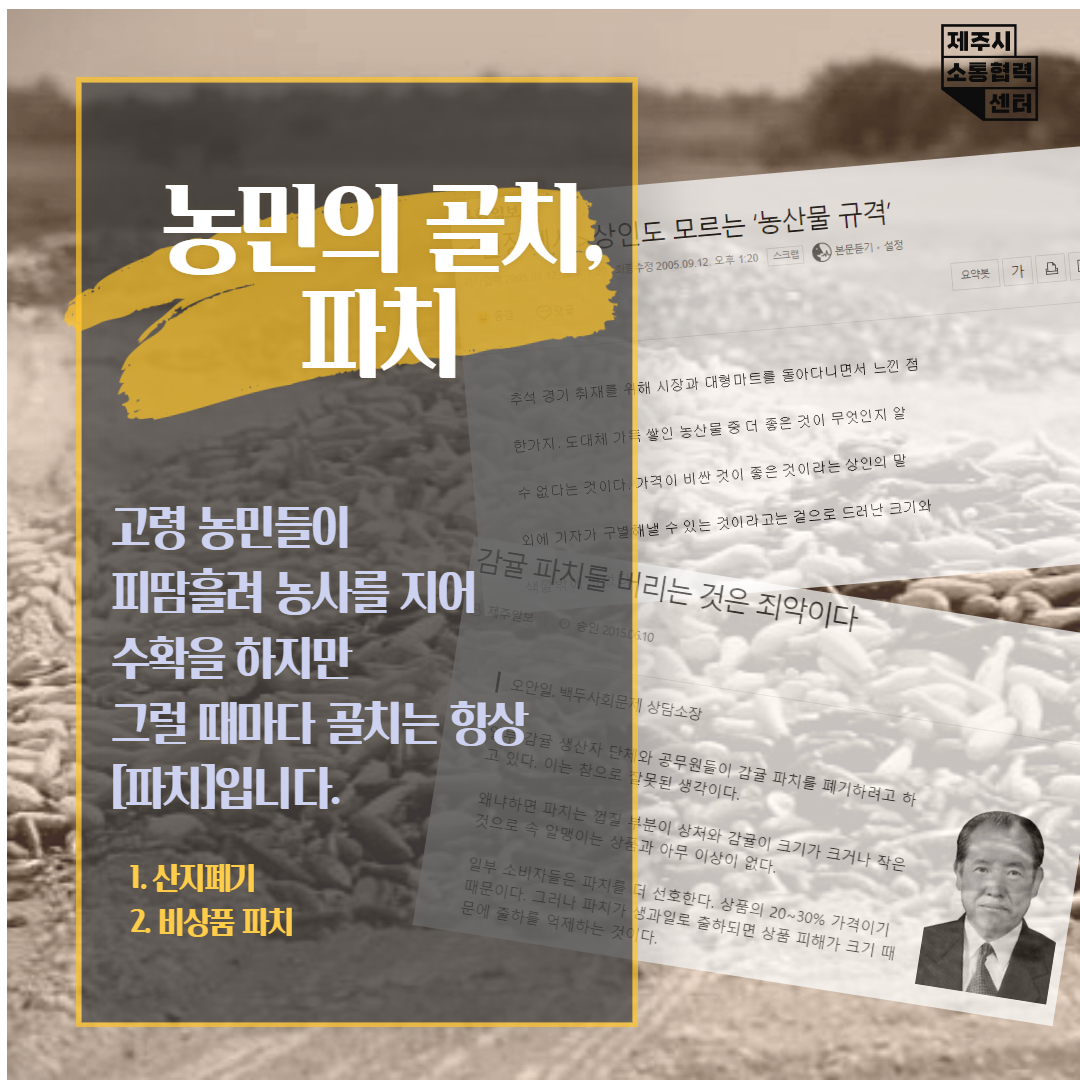 제주시
소통협력
센터
농민의 골치,
파치
고령 농민들이
피땀흘려 농사를 지어
수확을 하지만
그럴 때마다 골치는 항상
[파치]입니다.
1. 산지폐기
2. 비상품 파치
상인도 모르는 ‘농산물 규격’
최종수정 2005.09.12. 오후 1:20 스크랩 본문듣기 · 설정
요약봇 가
추석 경기 취재를 위해 시장과 대형마트를 돌아다니면서 느낀 점
한가지. 도대체 가득 쌓인 농산물 중 더 좋은 것이 무엇인지 알
수 없다는 것이다. 가격이 비싼 것이 좋은 것이라는 상인의 말
외에 기자가 구별해낼 수 있는 것이라고는 겉으로 드러난 크기와
감귤 파치를 버리는 것은 죄악이다
제주일보 승인 2015.05.10
오안일. 백두사회문제 상담소장
감귤 생산자 단체와 공무원들이 감귤 파치를 폐기하려고 하
고 있다. 이는 참으로 잘못된 생각이다.
왜냐하면 파치는 껍질 부분이 상처와 감귤이 크기가 크거나 작은
것으로 속 알맹이는 상품과 아무 이상이 없다.
일부 소비자들은 파치를 더 선호한다. 상품의 20~30% 가격이기
때문이다. 그러나 파치가 생과일로 출하되면 상품 피해가 크기 때
문에 출하를 억제하는 것이다.